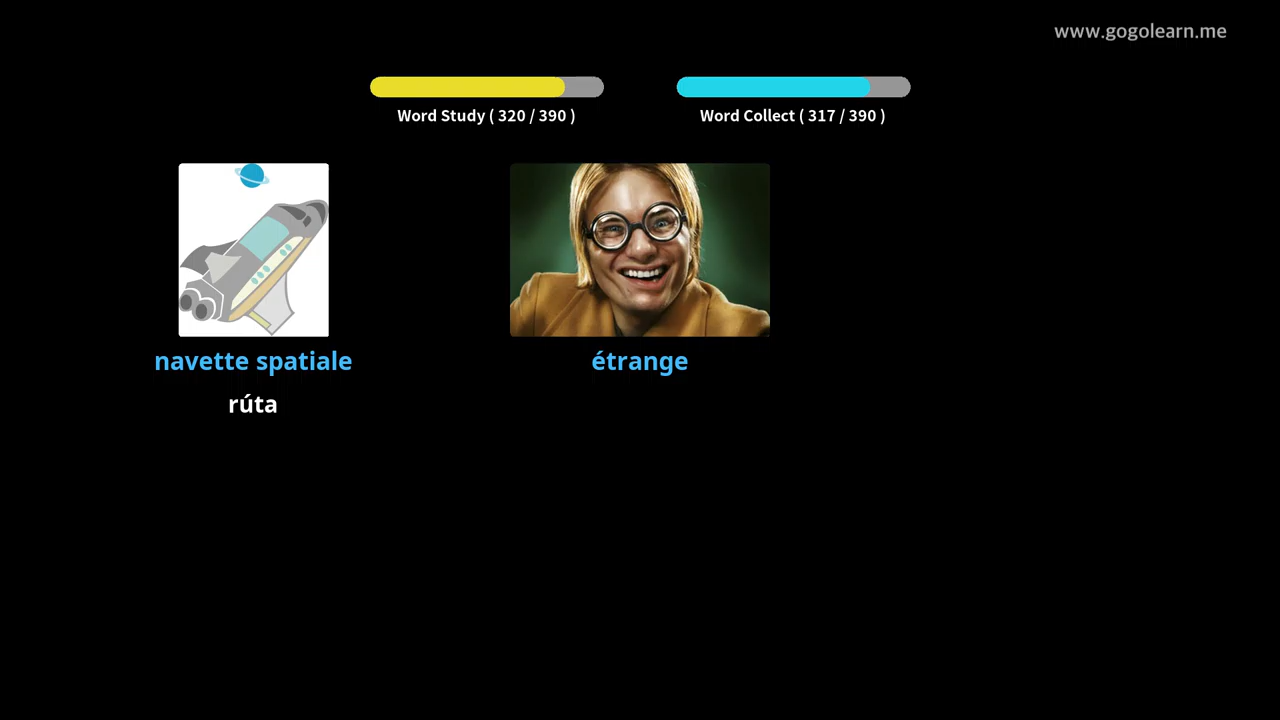 www.gogolearn.me
Word Study ( 320 / 390 )
Word Collect ( 317 / 390 )
navette spatiale
étrange
rúta